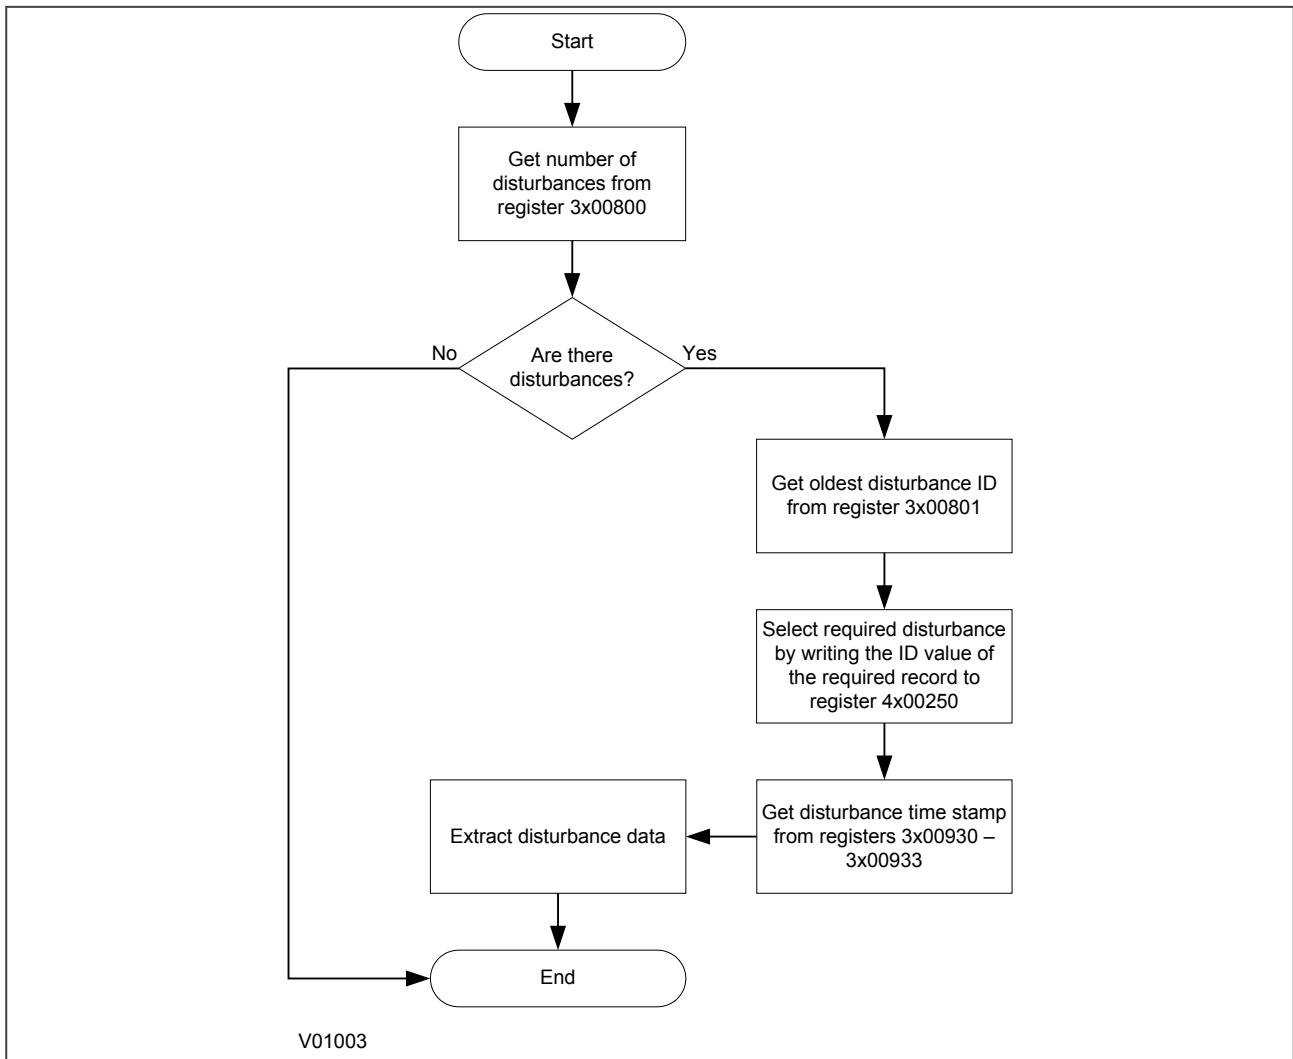 Start
Get number of
disturbances from
register 3x00800
Are there
disturbances?
No
Yes
Get oldest disturbance ID
from register 3x00801
Select required disturbance
by writing the ID value of
the required record to
register 4x00250
Get disturbance time stamp
from registers 3x00930 –
3x00933
Extract disturbance data
End
V01003